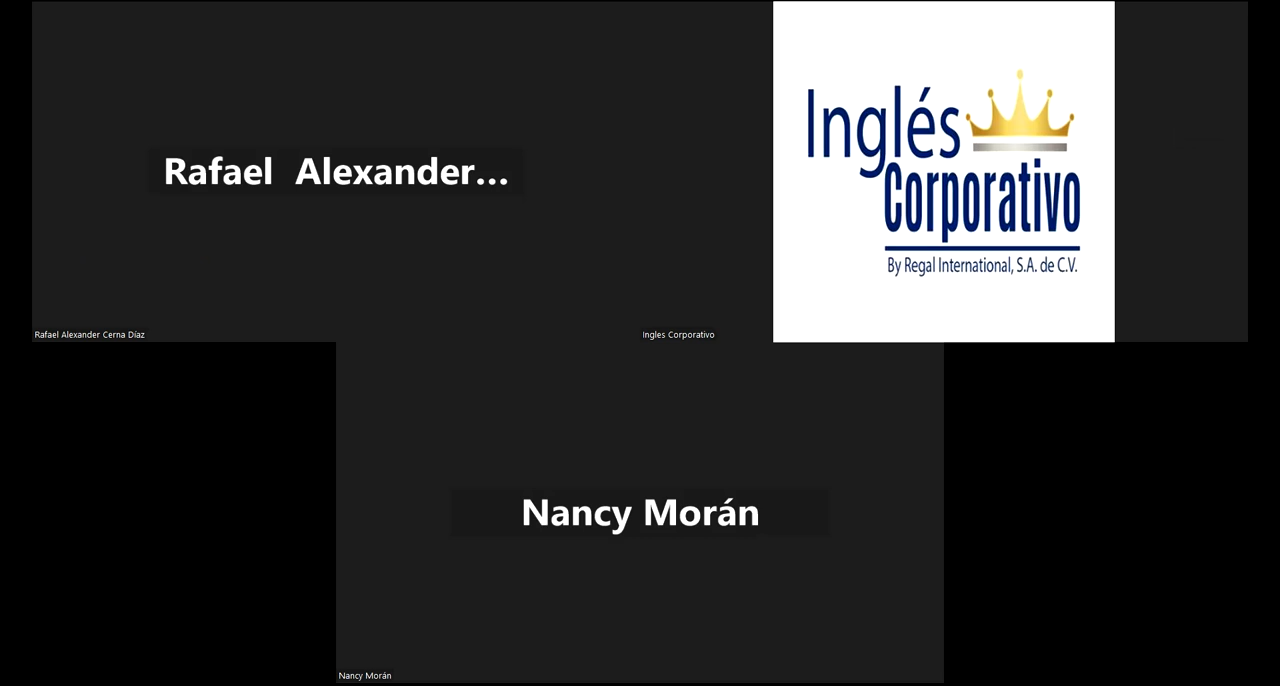 Rafael  Alexander...
Rafael Alexander Cerna Díaz
Inglés
Corporativo
By Regal International, S.A. de C.V.
Ingles Corporativo
Nancy Morán
Nancy Morán